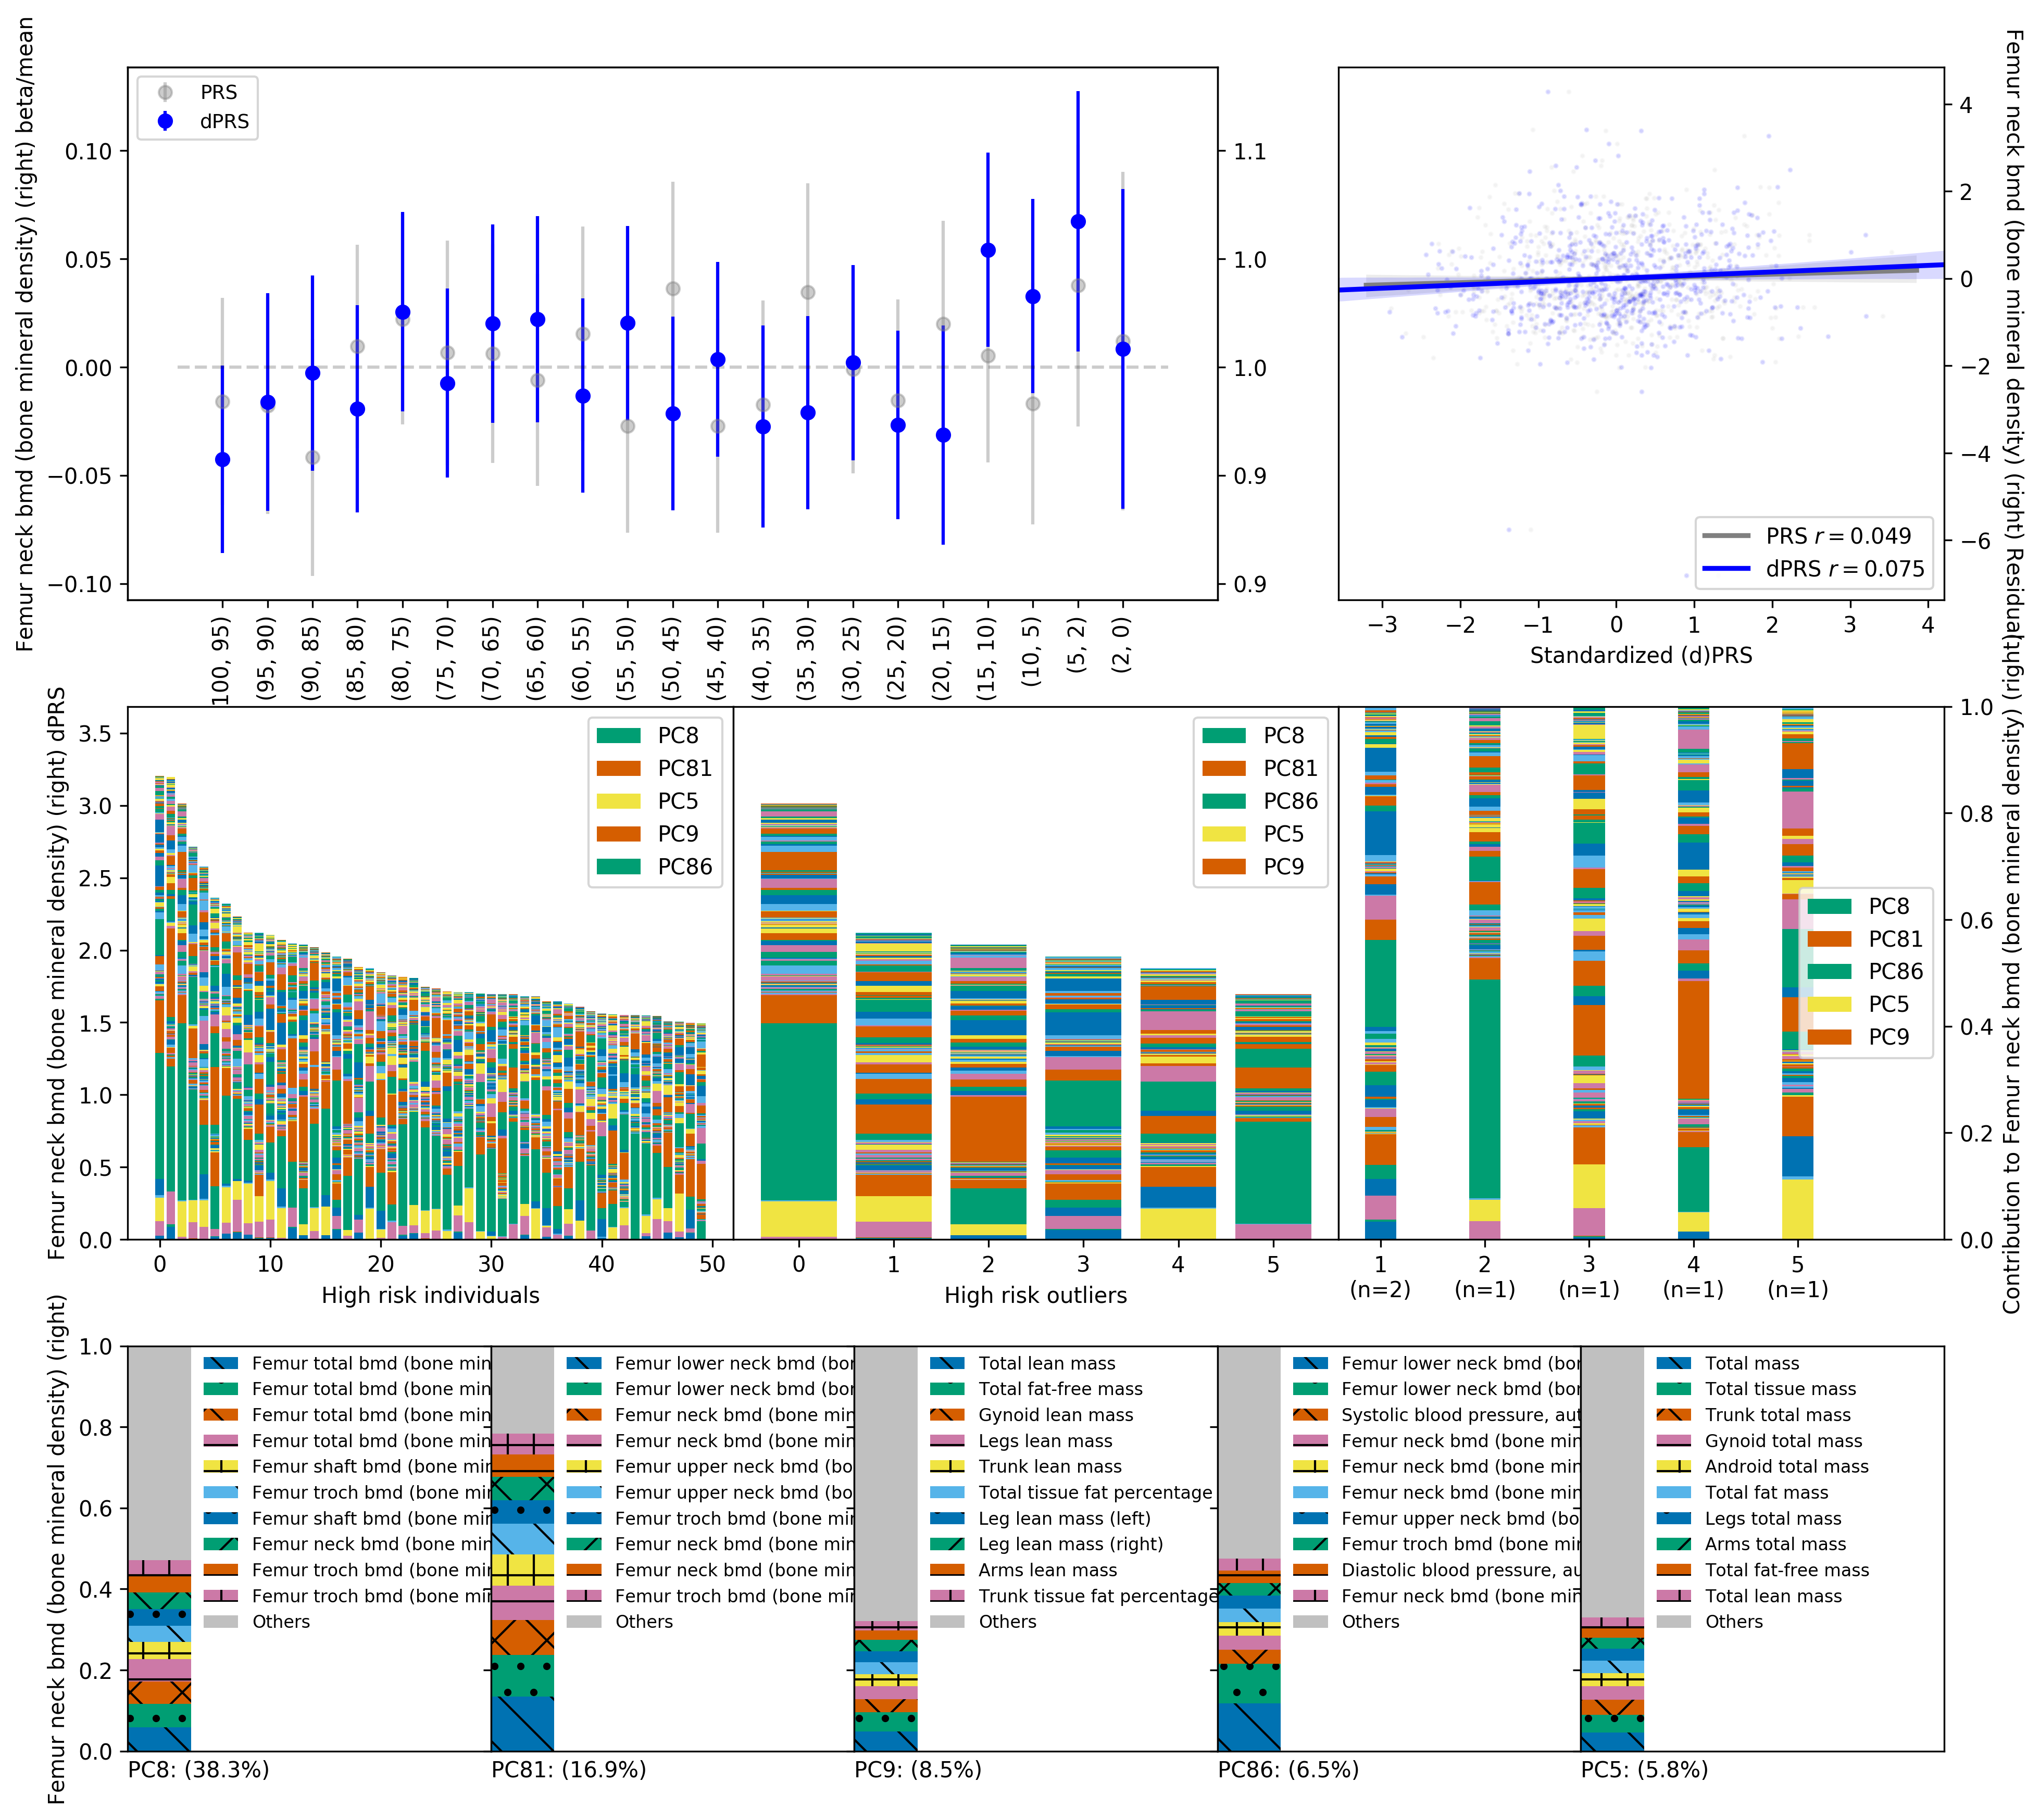 Femur neck bmd (bone mineral density) (right) beta/mean
PRS
dPRS
0.10
0.05
0.00
−0.05
−0.10
1.1
1.0
1.0
0.9
0.9
100, 95)
(95, 90)
(90, 85)
(85, 80)
(80, 75)
(75, 70)
(70, 65)
(65, 60)
(60, 55)
(55, 50)
(50, 45)
(45, 40)
(40, 35)
(35, 30)
(30, 25)
(25, 20)
(20, 15)
(15, 10)
(10, 5)
(5, 2)
(2, 0)
Femur neck bmd (bone mineral density) (right) Residual
4
2
0
−2
−4
−6
PRS r = 0.049
dPRS r = 0.075
−3 −2 −1 0 1 2 3 4
Standardized (d)PRS
Femur neck bmd (bone mineral density) (right) dPRS
3.5
3.0
2.5
2.0
1.5
1.0
0.5
0.0
PC8
PC81
PC5
PC9
PC86
0 10 20 30 40 50
High risk individuals
PC8
PC81
PC86
PC5
PC9
0 1 2 3 4 5
High risk outliers
PC8
PC81
PC86
PC5
PC9
1 2 3 4 5
(n=2) (n=1) (n=1) (n=1) (n=1)
1.0
0.8
0.6
0.4
0.2
0.0
Contribution to Femur neck bmd (bone mineral density) (right)
Femur neck bmd (bone mineral density) (right)
1.0
0.8
0.6
0.4
0.2
0.0
Femur total bmd (bone min
Femur total bmd (bone min
Femur total bmd (bone min
Femur total bmd (bone min
Femur shaft bmd (bone min
Femur troch bmd (bone min
Femur shaft bmd (bone min
Femur neck bmd (bone min
Femur troch bmd (bone min
Femur troch bmd (bone min
Others
PC8: (38.3%)
Femur lower neck bmd (bon
Femur lower neck bmd (bon
Femur neck bmd (bone min
Femur neck bmd (bone min
Femur upper neck bmd (bo
Femur upper neck bmd (bo
Femur troch bmd (bone min
Femur neck bmd (bone min
Femur neck bmd (bone min
Femur troch bmd (bone min
Others
PC81: (16.9%)
Total lean mass
Total fat-free mass
Gynoid lean mass
Legs lean mass
Trunk lean mass
Total tissue fat percentage
Leg lean mass (left)
Leg lean mass (right)
Arms lean mass
Trunk tissue fat percentage
Others
PC9: (8.5%)
Femur lower neck bmd (bon
Femur lower neck bmd (bon
Systolic blood pressure, aut
Femur neck bmd (bone min
Femur neck bmd (bone min
Femur neck bmd (bone min
Femur upper neck bmd (bo
Femur troch bmd (bone min
Diastolic blood pressure, au
Femur neck bmd (bone min
Others
PC86: (6.5%)
Total mass
Total tissue mass
Trunk total mass
Gynoid total mass
Android total mass
Total fat mass
Legs total mass
Arms total mass
Total fat-free mass
Total lean mass
Others
PC5: (5.8%)